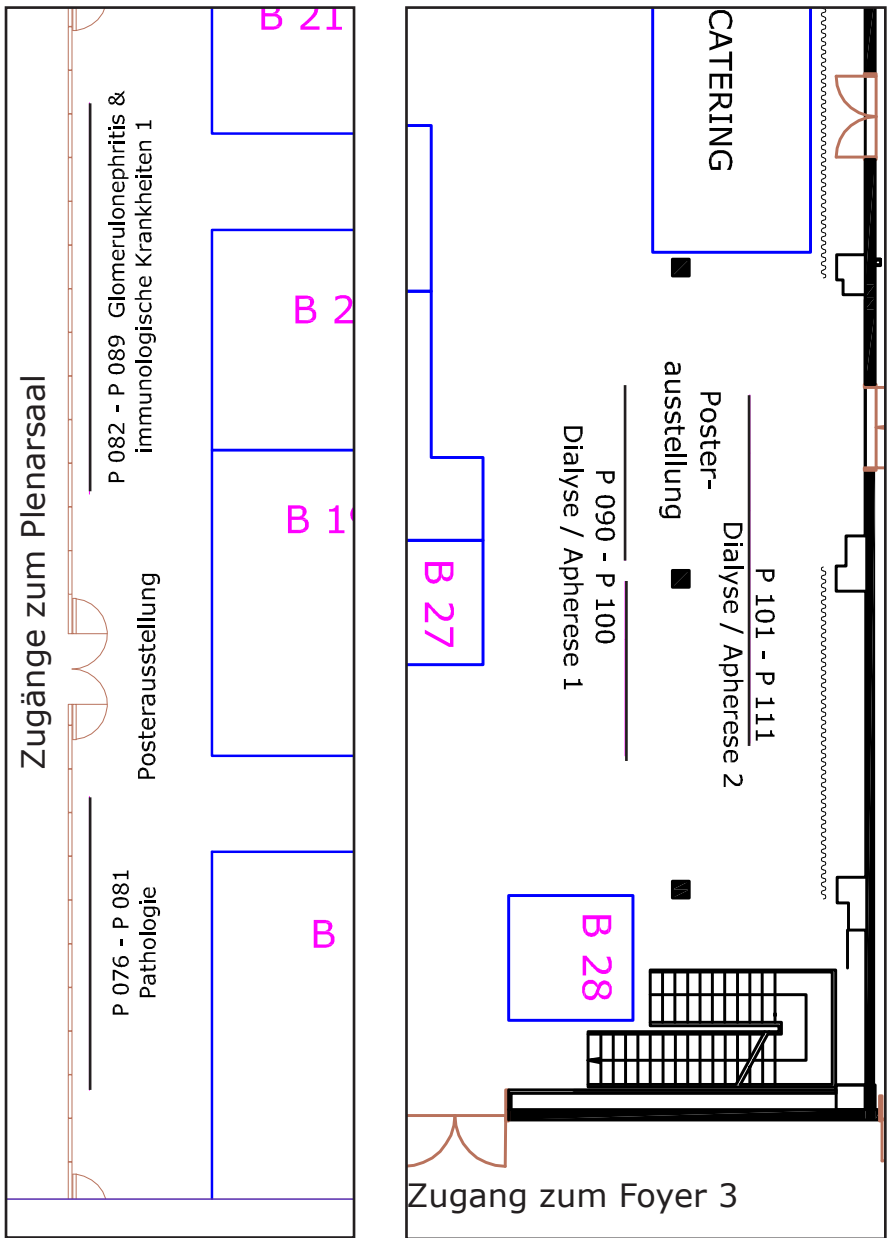 Zugänge zum Plenarsaal
P 082 - P 089 Glomerulonephritis &
immunologische Krankheiten 1
Posterausstellung
P 076 - P 081
Pathologie
B 21
B 2
B 19
B
CATERING
Poster-
ausstellung
P 101 - P 111
Dialyse / Apherese 2
P 090 - P 100
Dialyse / Apherese 1
B 27
B 28
Zugang zum Foyer 3